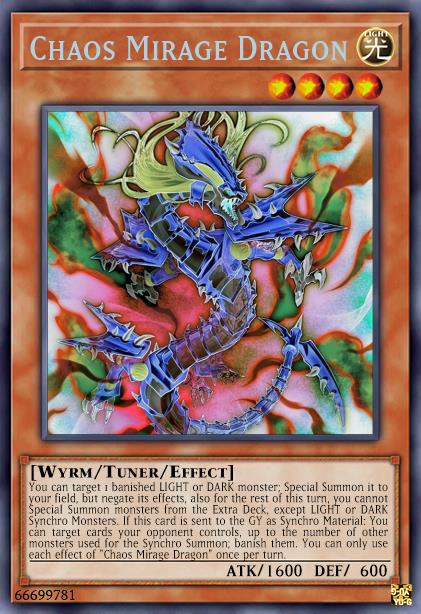 CHAOS MIRAGE DRAGON
LIGHT
光
[WYRM/TUNER/EFFECT]
You can target 1 banished LIGHT or DARK monster; Special Summon it to
your field, but negate its effects, also for the rest of this turn, you cannot
Special Summon monsters from the Extra Deck, except LIGHT or DARK
Synchro Monsters. If this card is sent to the GY as Synchro Material: You
can target cards your opponent controls, up to the number of other
monsters used for the Synchro Summon; banish them. You can only use
each effect of "Chaos Mirage Dragon" once per turn.
ATK/1600 DEF/ 600
66699781